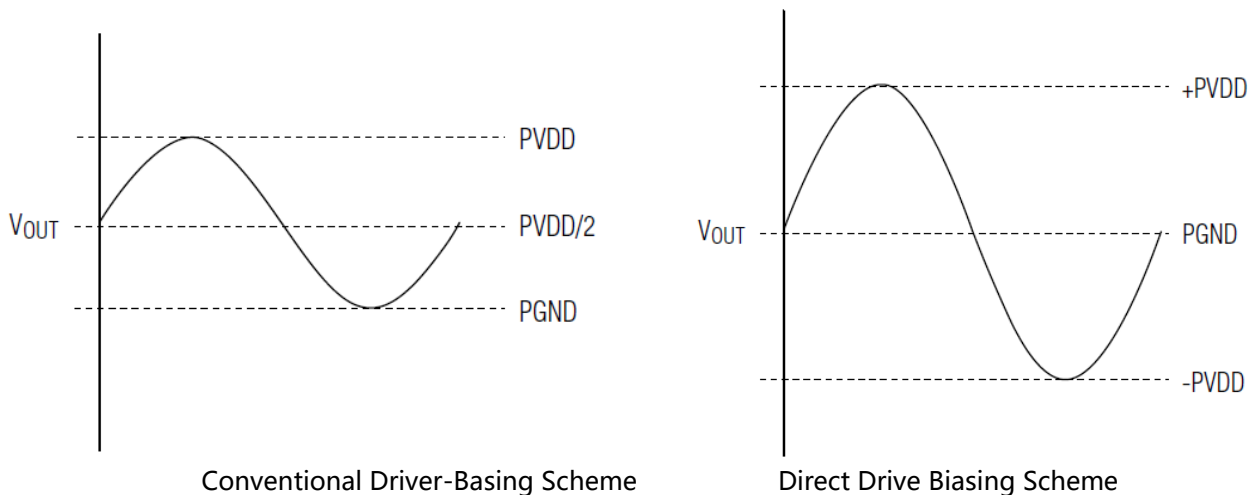 PVDD
VOUT
PVDD/2
PGND
Conventional Driver-Basing Scheme
+PVDD
VOUT
PGND
-PVDD
Direct Drive Biasing Scheme